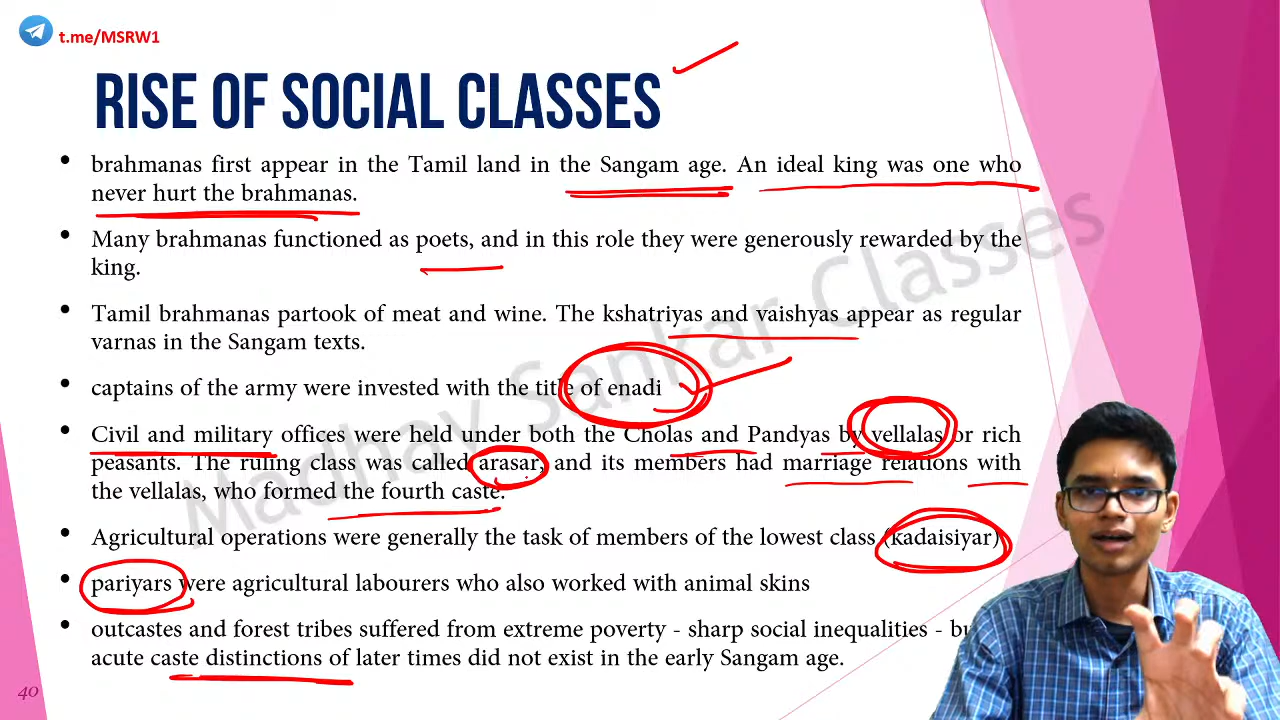 t.me/MSRW1
RISE OF SOCIAL CLASSES
• brahmanas first appear in the Tamil land in the Sangam age. An ideal king was one who
never hurt the brahmanas.
• Many brahmanas functioned as poets, and in this role they were generously rewarded by the
king.
• Tamil brahmanas partook of meat and wine. The kshatriyas and vaishyas appear as regular
varnas in the Sangam texts.
• captains of the army were invested with the title of enadi
• Civil and military offices were held under both the Cholas and Pandyas by vellalas or rich
peasants. The ruling class was called arasar, and its members had marriage relations with
the vellalas, who formed the fourth caste.
• Agricultural operations were generally the task of members of the lowest class (kadaisiyar)
• pariyars were agricultural labourers who also worked with animal skins
• outcastes and forest tribes suffered from extreme poverty - sharp social inequalities -
acute caste distinctions of later times did not exist in the early Sangam age.
Madhav Sankar Classes
40